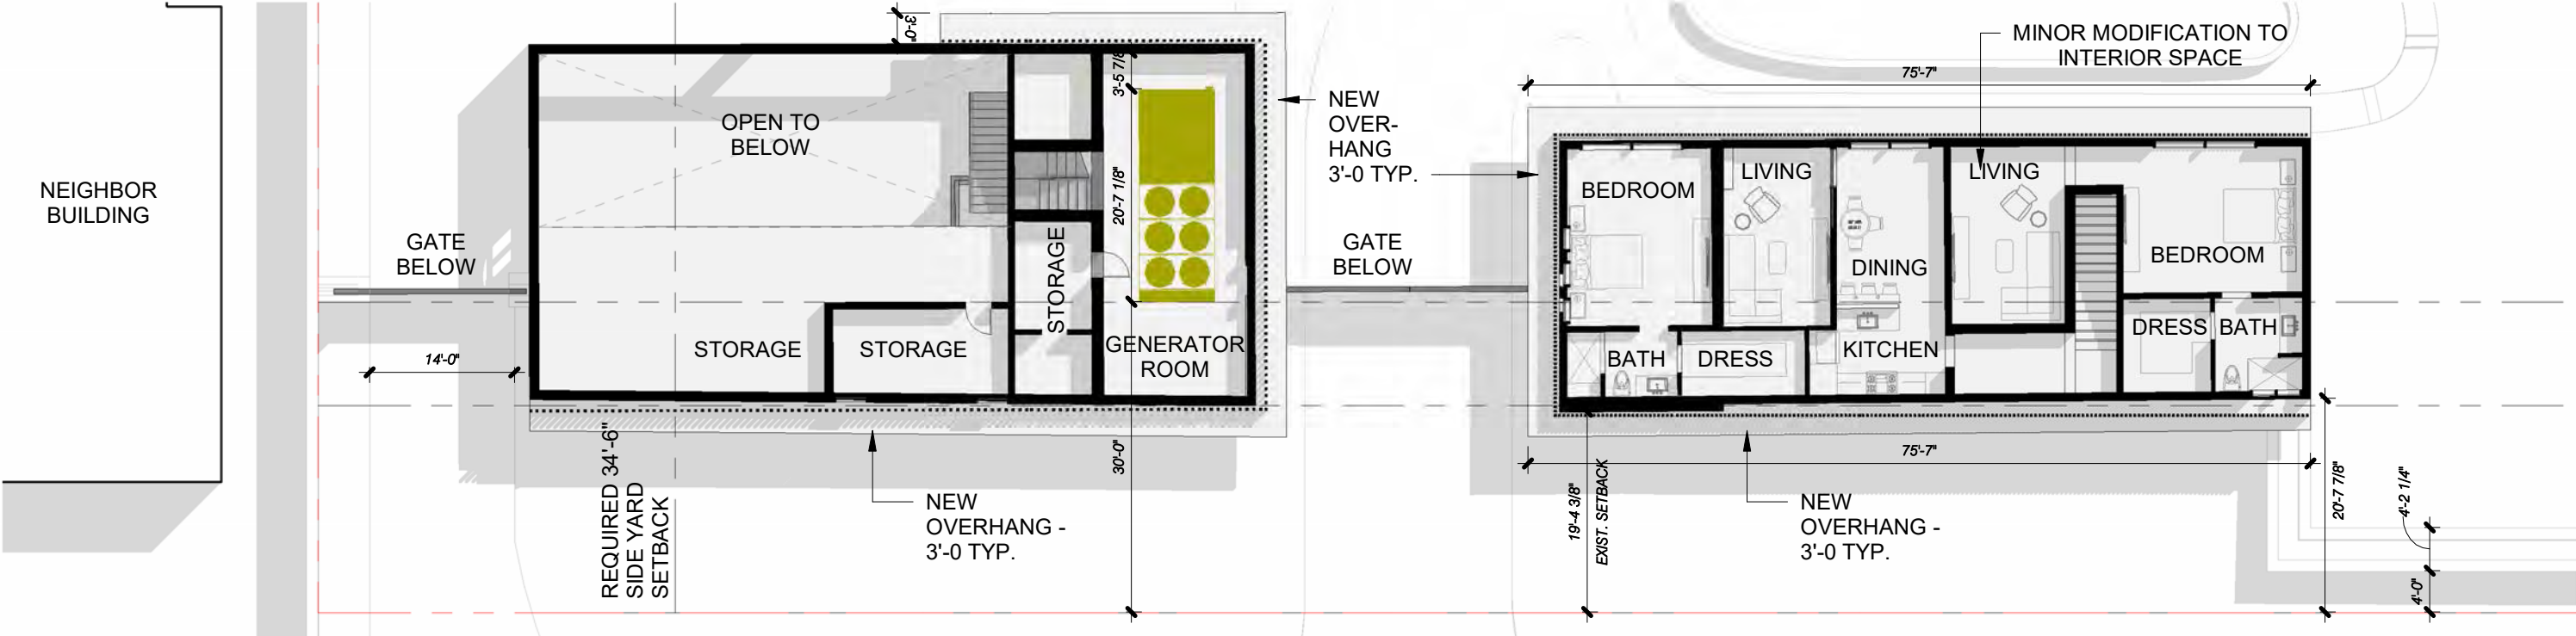 NEIGHBOR
BUILDING
GATE
BELOW
14'-0"
OPEN TO
BELOW
3'-0"
STORAGE
STORAGE
STORAGE
3'-5 7/8
20'-7 1/8"
GENERATOR
ROOM
30'-0"
REQUIRED 34'-6"
SIDE YARD
SETBACK
NEW
OVERHANG -
3'-0 TYP.
NEW
OVER-
HANG
3'-0 TYP.
GATE
BELOW
75'-7"
MINOR MODIFICATION TO
INTERIOR SPACE
BEDROOM
LIVING
DINING
LIVING
BEDROOM
BATH
DRESS
KITCHEN
DRESS
BATH
75'-7"
19'-4 3/8"
EXIST. SETBACK
NEW
OVERHANG -
3'-0 TYP.
20'-7 7/8"
4'-2 1/4"
4'-0"